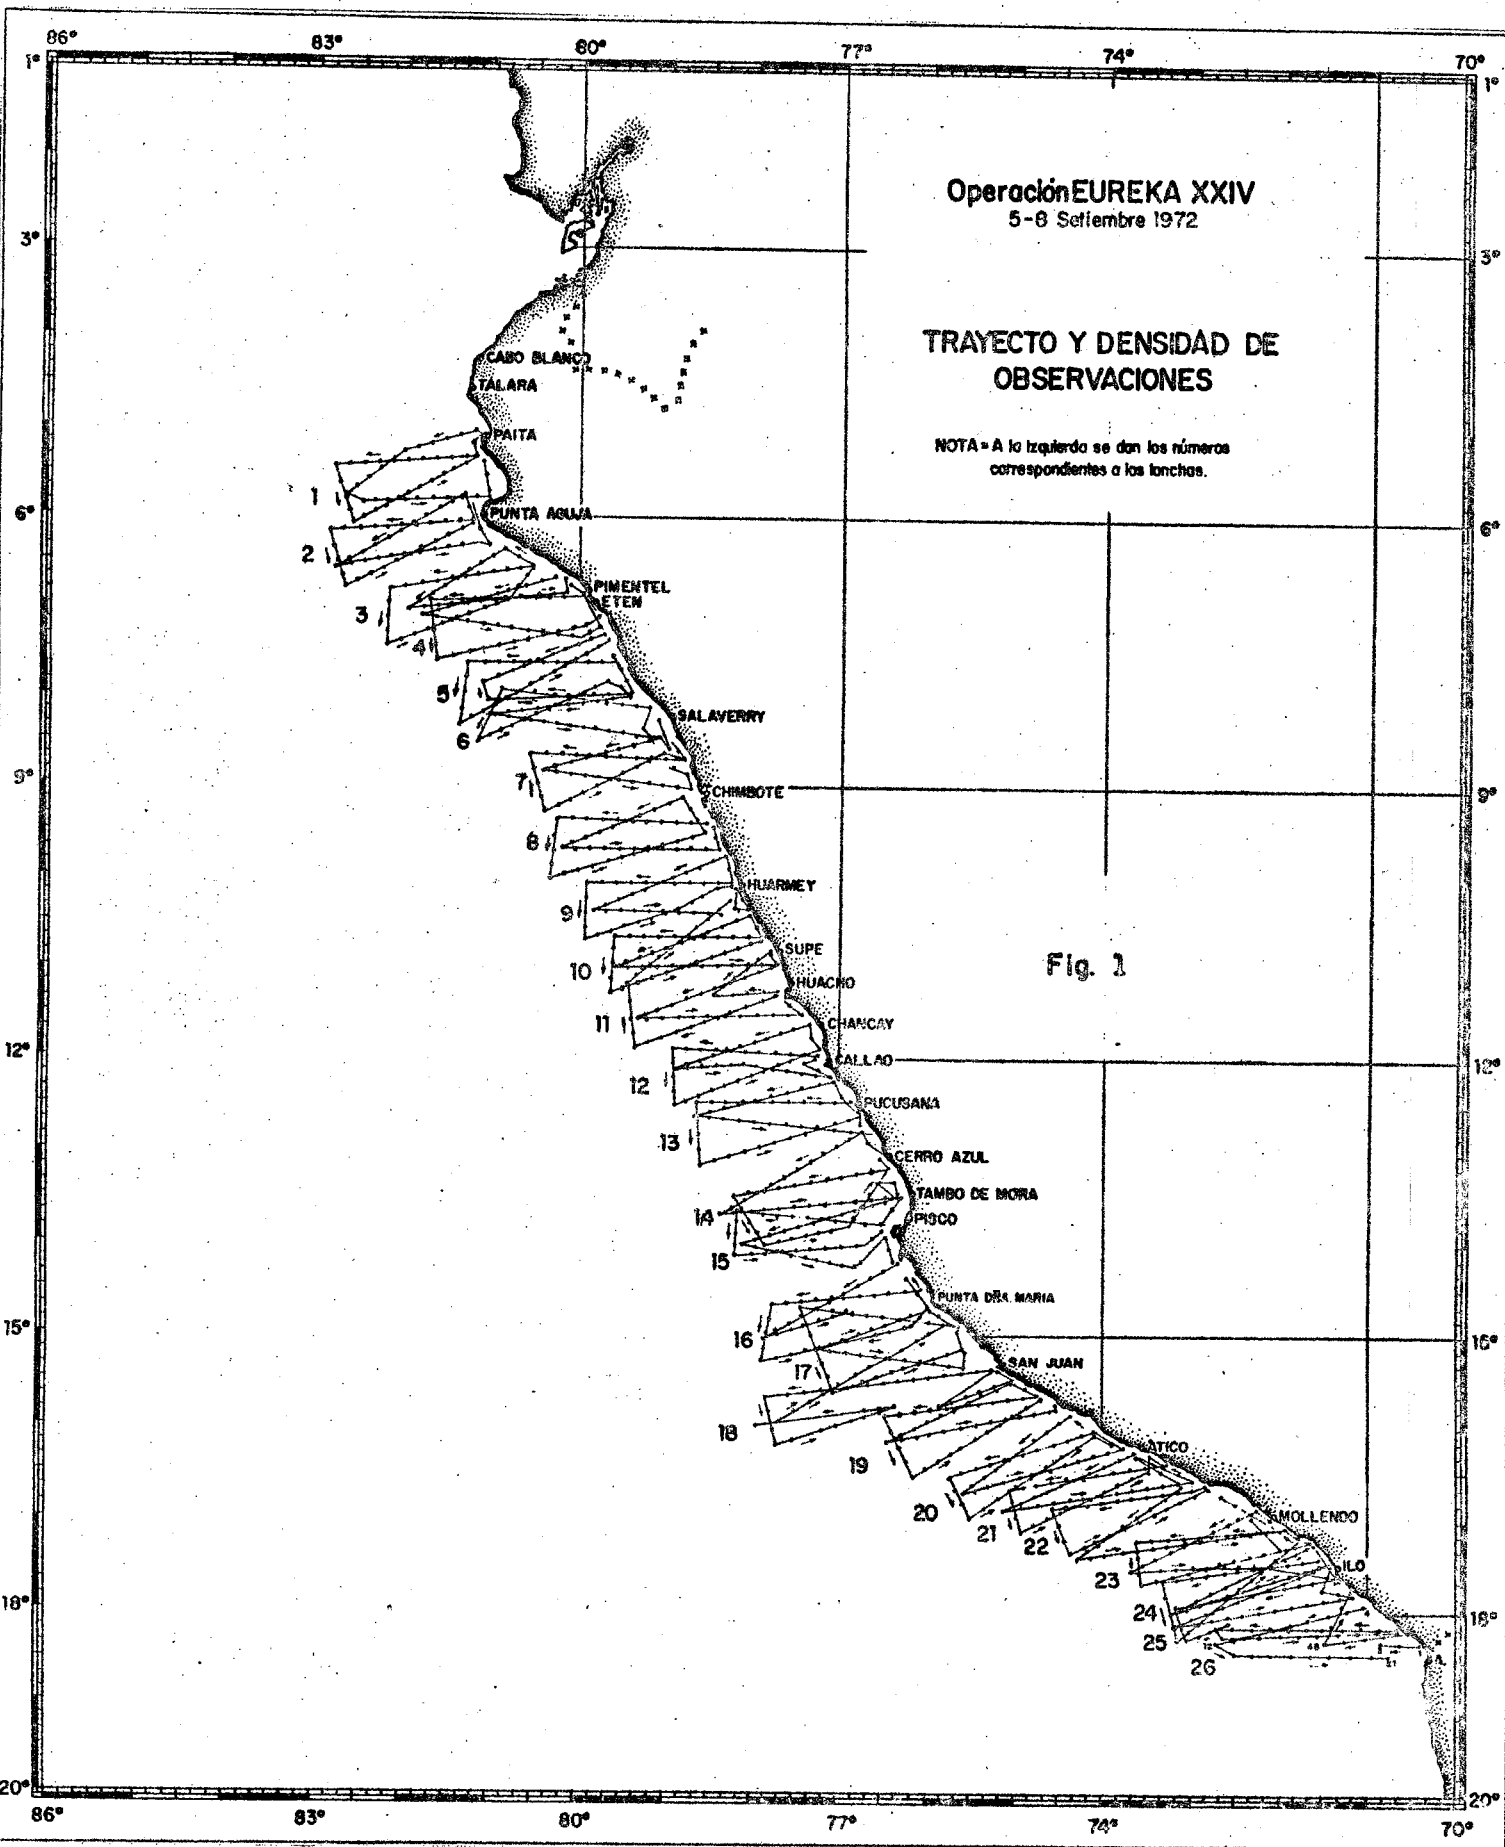 86° 83° 80° 77° 74° 70°
1° 1°
Operación EUREKA XXIV
5-8 Setiembre 1972
3° 3°
TRAYECTO Y DENSIDAD DE
OBSERVACIONES
CABO BLANCO
TALARA
PAITA
NOTA = A la izquierda se dan los números
correspondientes a las lanchas.
1
6° PUNTA AGUJA 6°
2
PIMENTEL
ETEN
3
4
5
SALAVERRY
6
9° 7 CHIMBOTE 9°
8
HUARMEY
9
SUPE
10 Fig. 1
HUACHO
11 CHANCAY
12° CALLAO 12°
12
PUCUSANA
13
CERRO AZUL
TAMBO DE MORA
14 PISCO
15
PUNTA DÑA. MARIA
15° 16 15°
SAN JUAN
17
18
ATICO
19
20 MOLLENDO
21
22
ILO
23
18° 24 18°
25
26
20° 20°
86° 83° 80° 77° 74° 70°